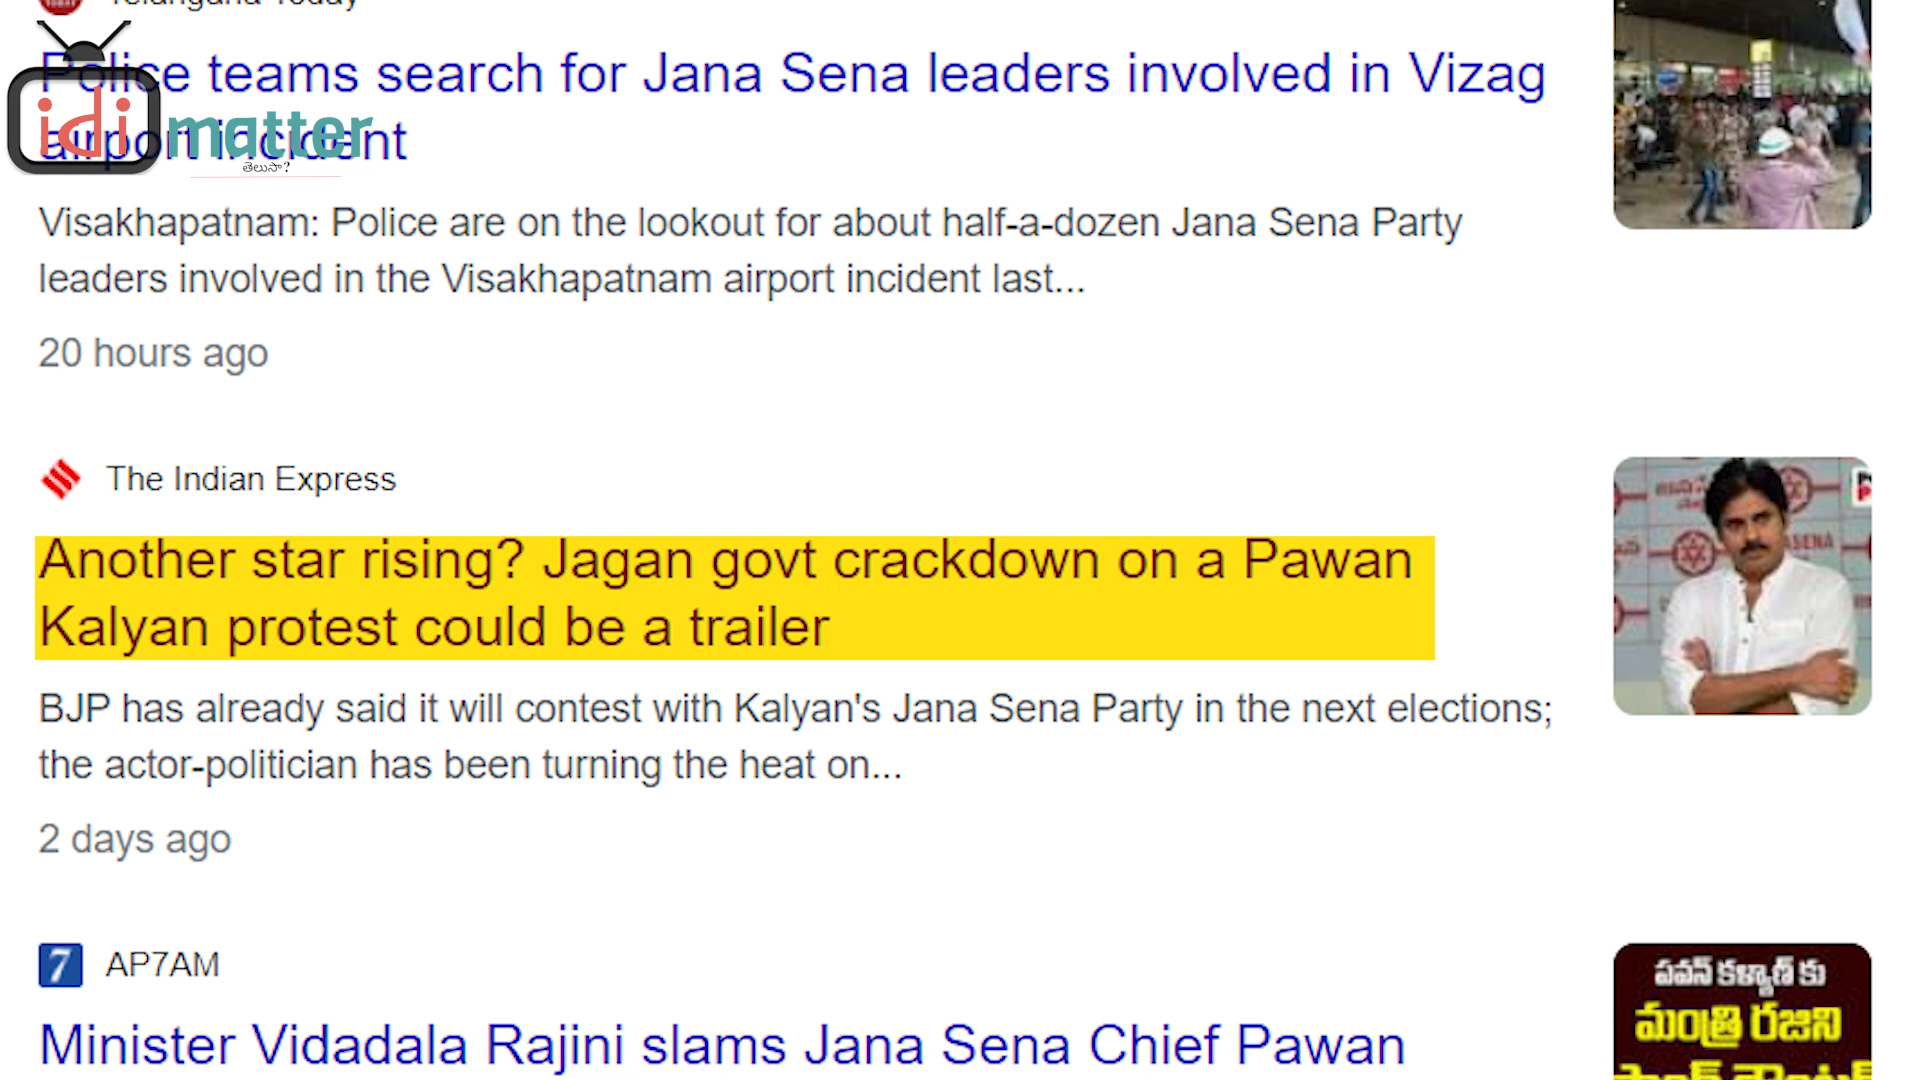 Telangana Today
Police teams search for Jana Sena leaders involved in Vizag
airport incident
idi matter
తెలుసా?
Visakhapatnam: Police are on the lookout for about half-a-dozen Jana Sena Party
leaders involved in the Visakhapatnam airport incident last...
20 hours ago
The Indian Express
Another star rising? Jagan govt crackdown on a Pawan
Kalyan protest could be a trailer
BJP has already said it will contest with Kalyan's Jana Sena Party in the next elections;
the actor-politician has been turning the heat on...
2 days ago
7 AP7AM
Minister Vidadala Rajini slams Jana Sena Chief Pawan
పవన్ కళ్యాణ్ కు
మంత్రి రజిని